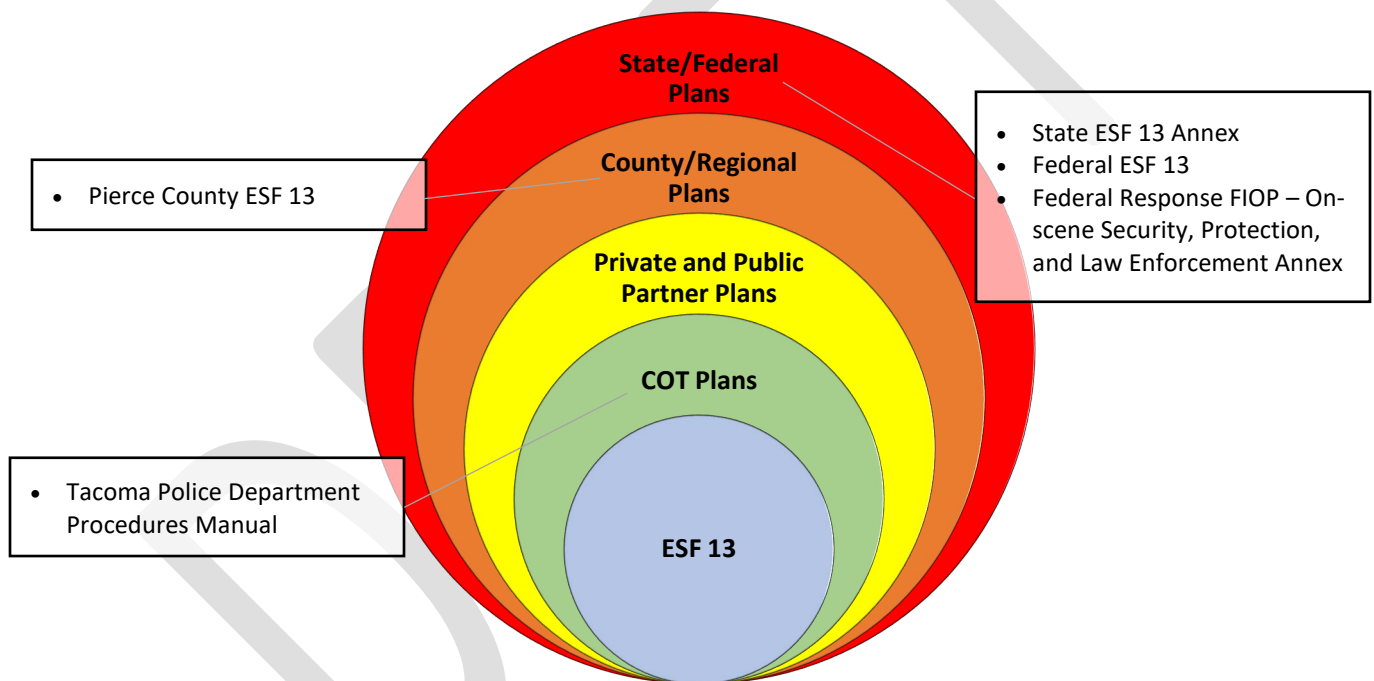 State/Federal
Plans
• State ESF 13 Annex
• Federal ESF 13
• Federal Response FIOP – On-
scene Security, Protection,
and Law Enforcement Annex
County/Regional
Plans
• Pierce County ESF 13
Private and Public
Partner Plans
COT Plans
• Tacoma Police Department
Procedures Manual
ESF 13